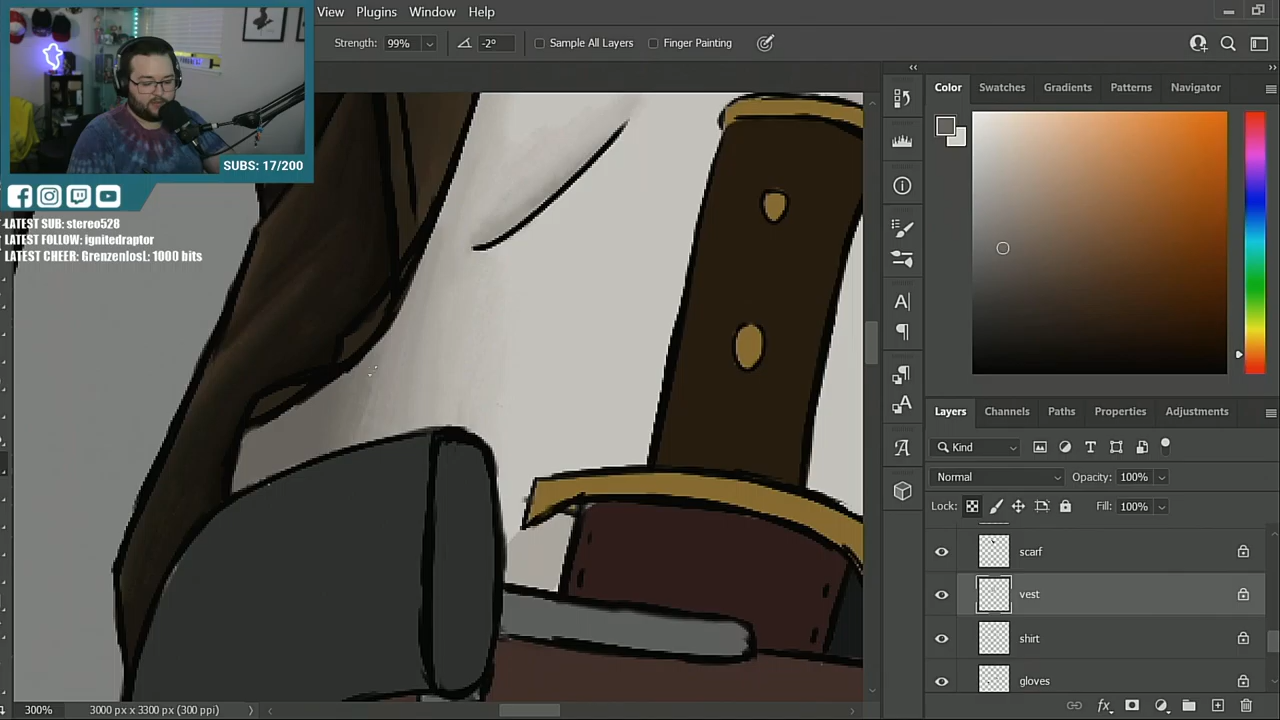 View Plugins Window Help
Strength: 99% -2° Sample All Layers Finger Painting
SUBS: 17/200
LATEST SUB: stereo528
LATEST FOLLOW: ignitedraptor
LATEST CHEER: GrenzenlosL: 1000 bits
Color Swatches Gradients Patterns Navigator
Layers Channels Paths Properties Adjustments
Kind
Normal Opacity: 100%
Lock: Fill: 100%
scarf
vest
shirt
gloves
300% 3000 px x 3300 px (300 ppi)